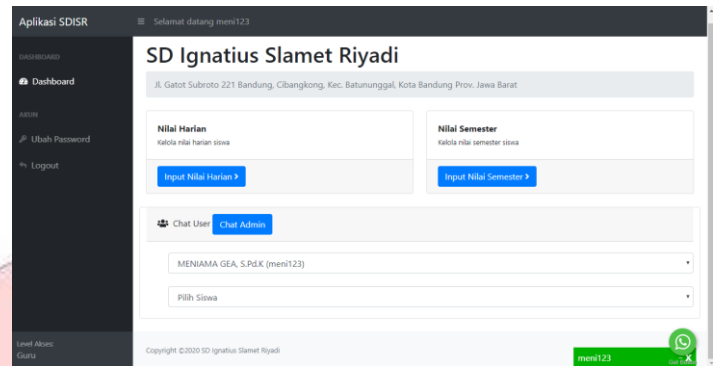 Aplikasi SDISR
Selamat datang meni123
DASHBOARD
Dashboard
AKUN
Ubah Password
Logout
Level Akses:
Guru
SD Ignatius Slamet Riyadi
Jl. Gatot Subroto 221 Bandung, Cibangkong, Kec. Batununggal, Kota Bandung Prov. Jawa Barat
Nilai Harian
Kelola nilai harian siswa
Input Nilai Harian
Nilai Semester
Kelola nilai semester siswa
Input Nilai Semester
Chat User Chat Admin
MENIAMA GEA, S.Pd.K (meni123)
Pilih Siswa
Copyright ©2020 SD Ignatius Slamet Riyadi
meni123 X